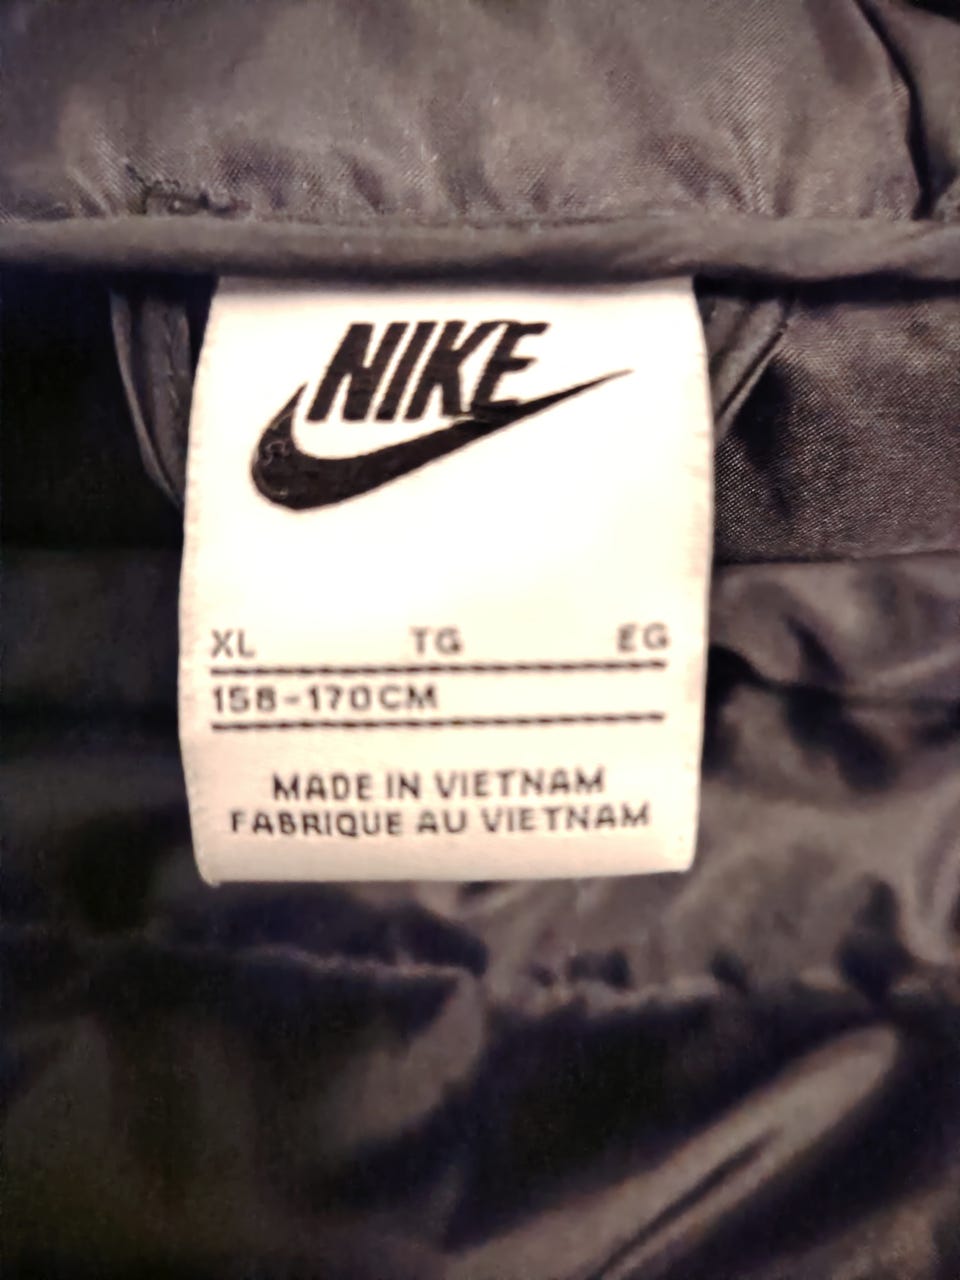 NIKE
XL TG EG
158-170CM
MADE IN VIETNAM
FABRIQUE AU VIETNAM